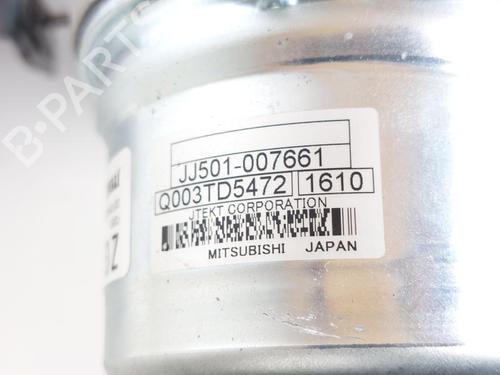 B-PARTS
JJ501-007661
Q003TD5472 1610
JTEKT CORPORATION
MITSUBISHI JAPAN